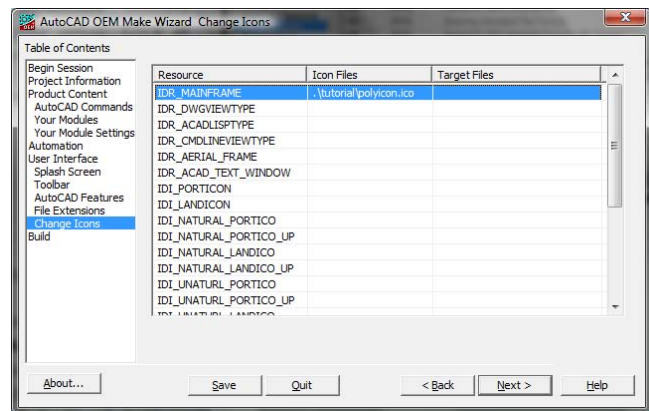 AutoCAD OEM Make Wizard Change Icons
Table of Contents
Begin Session
Project Information
Product Content
AutoCAD Commands
Your Modules
Your Module Settings
Automation
User Interface
Splash Screen
Toolbar
AutoCAD Features
File Extensions
Change Icons
Build
Resource Icon Files Target Files
IDR_MAINFRAME .\tutorial\polyicon.ico
IDR_DWGVIEWTYPE
IDR_ACADLISPTYPE
IDR_CMDLINEVIEWTYPE
IDR_AERIAL_FRAME
IDR_ACAD_TEXT_WINDOW
IDI_PORTICON
IDI_LANDICON
IDI_NATURAL_PORTICO
IDI_NATURAL_PORTICO_UP
IDI_NATURAL_LANDICO
IDI_NATURAL_LANDICO_UP
IDI_UNATURL_PORTICO
IDI_UNATURL_PORTICO_UP
About... Save Quit < Back Next > Help